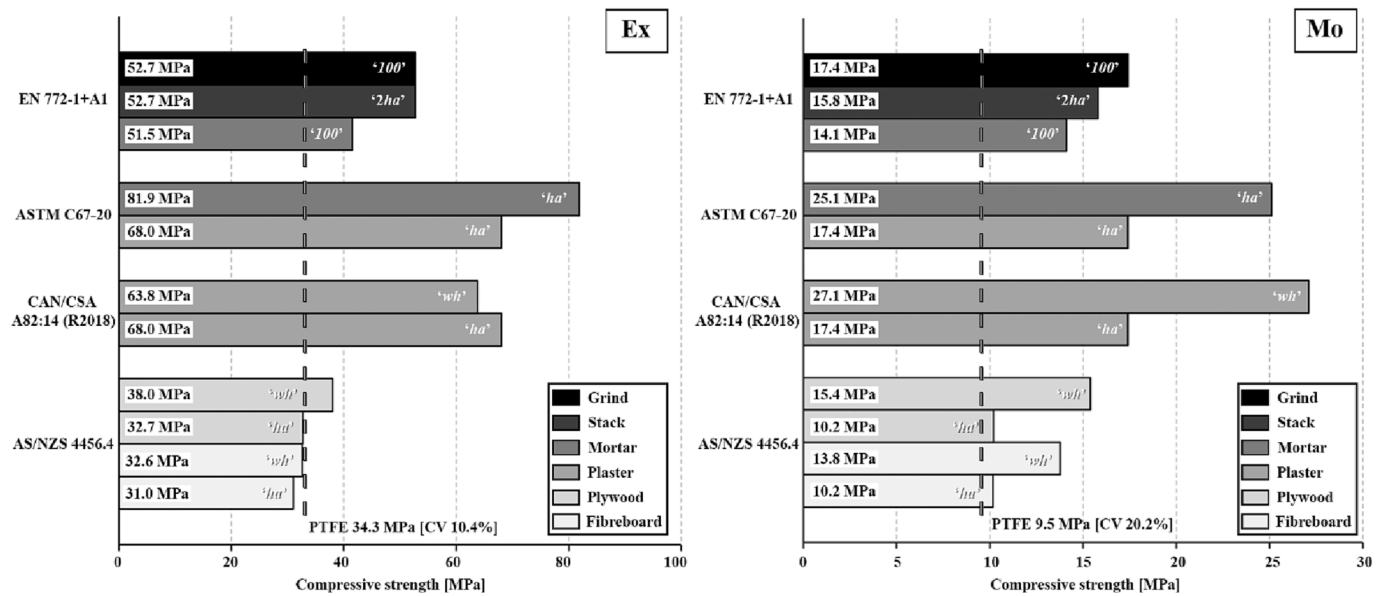 Ex
EN 772-1+A1
52.7 MPa ‘100’
52.7 MPa ‘2ha’
51.5 MPa ‘100’
ASTM C67-20
81.9 MPa ‘ha’
68.0 MPa ‘ha’
CAN/CSA
A82:14 (R2018)
63.8 MPa ‘wh’
68.0 MPa ‘ha’
AS/NZS 4456.4
38.0 MPa ‘wh’
32.7 MPa ‘ha’
32.6 MPa ‘wh’
31.0 MPa ‘ha’
PTFE 34.3 MPa [CV 10.4%]
Grind
Stack
Mortar
Plaster
Plywood
Fibreboard
0 20 40 60 80 100
Compressive strength [MPa]
Mo
EN 772-1+A1
17.4 MPa ‘100’
15.8 MPa ‘2ha’
14.1 MPa ‘100’
ASTM C67-20
25.1 MPa ‘ha’
17.4 MPa ‘ha’
CAN/CSA
A82:14 (R2018)
27.1 MPa ‘wh’
17.4 MPa ‘ha’
AS/NZS 4456.4
15.4 MPa ‘wh’
10.2 MPa ‘ha’
13.8 MPa ‘wh’
10.2 MPa ‘ha’
PTFE 9.5 MPa [CV 20.2%]
Grind
Stack
Mortar
Plaster
Plywood
Fibreboard
0 5 10 15 20 25 30
Compressive strength [MPa]